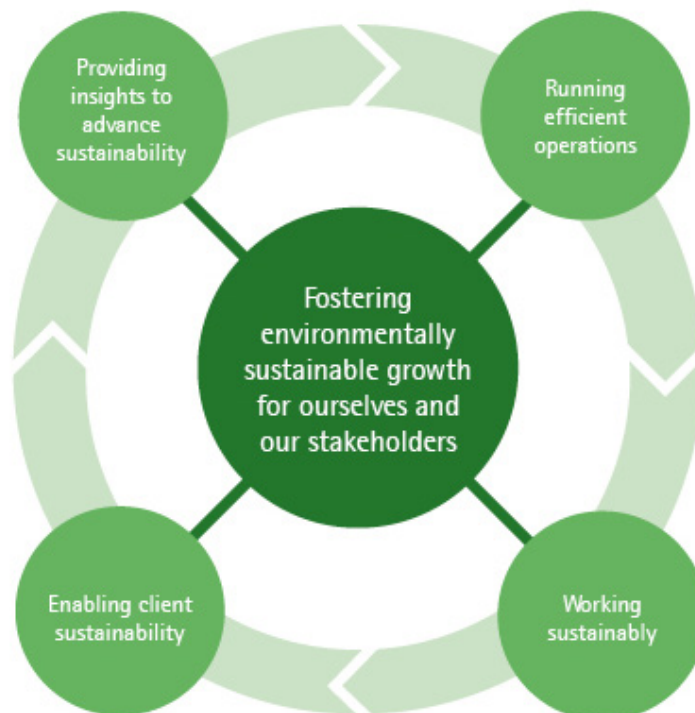 Providing
insights to
advance
sustainability
Running
efficient
operations
Fostering
environmentally
sustainable growth
for ourselves and
our stakeholders
Enabling client
sustainability
Working
sustainably